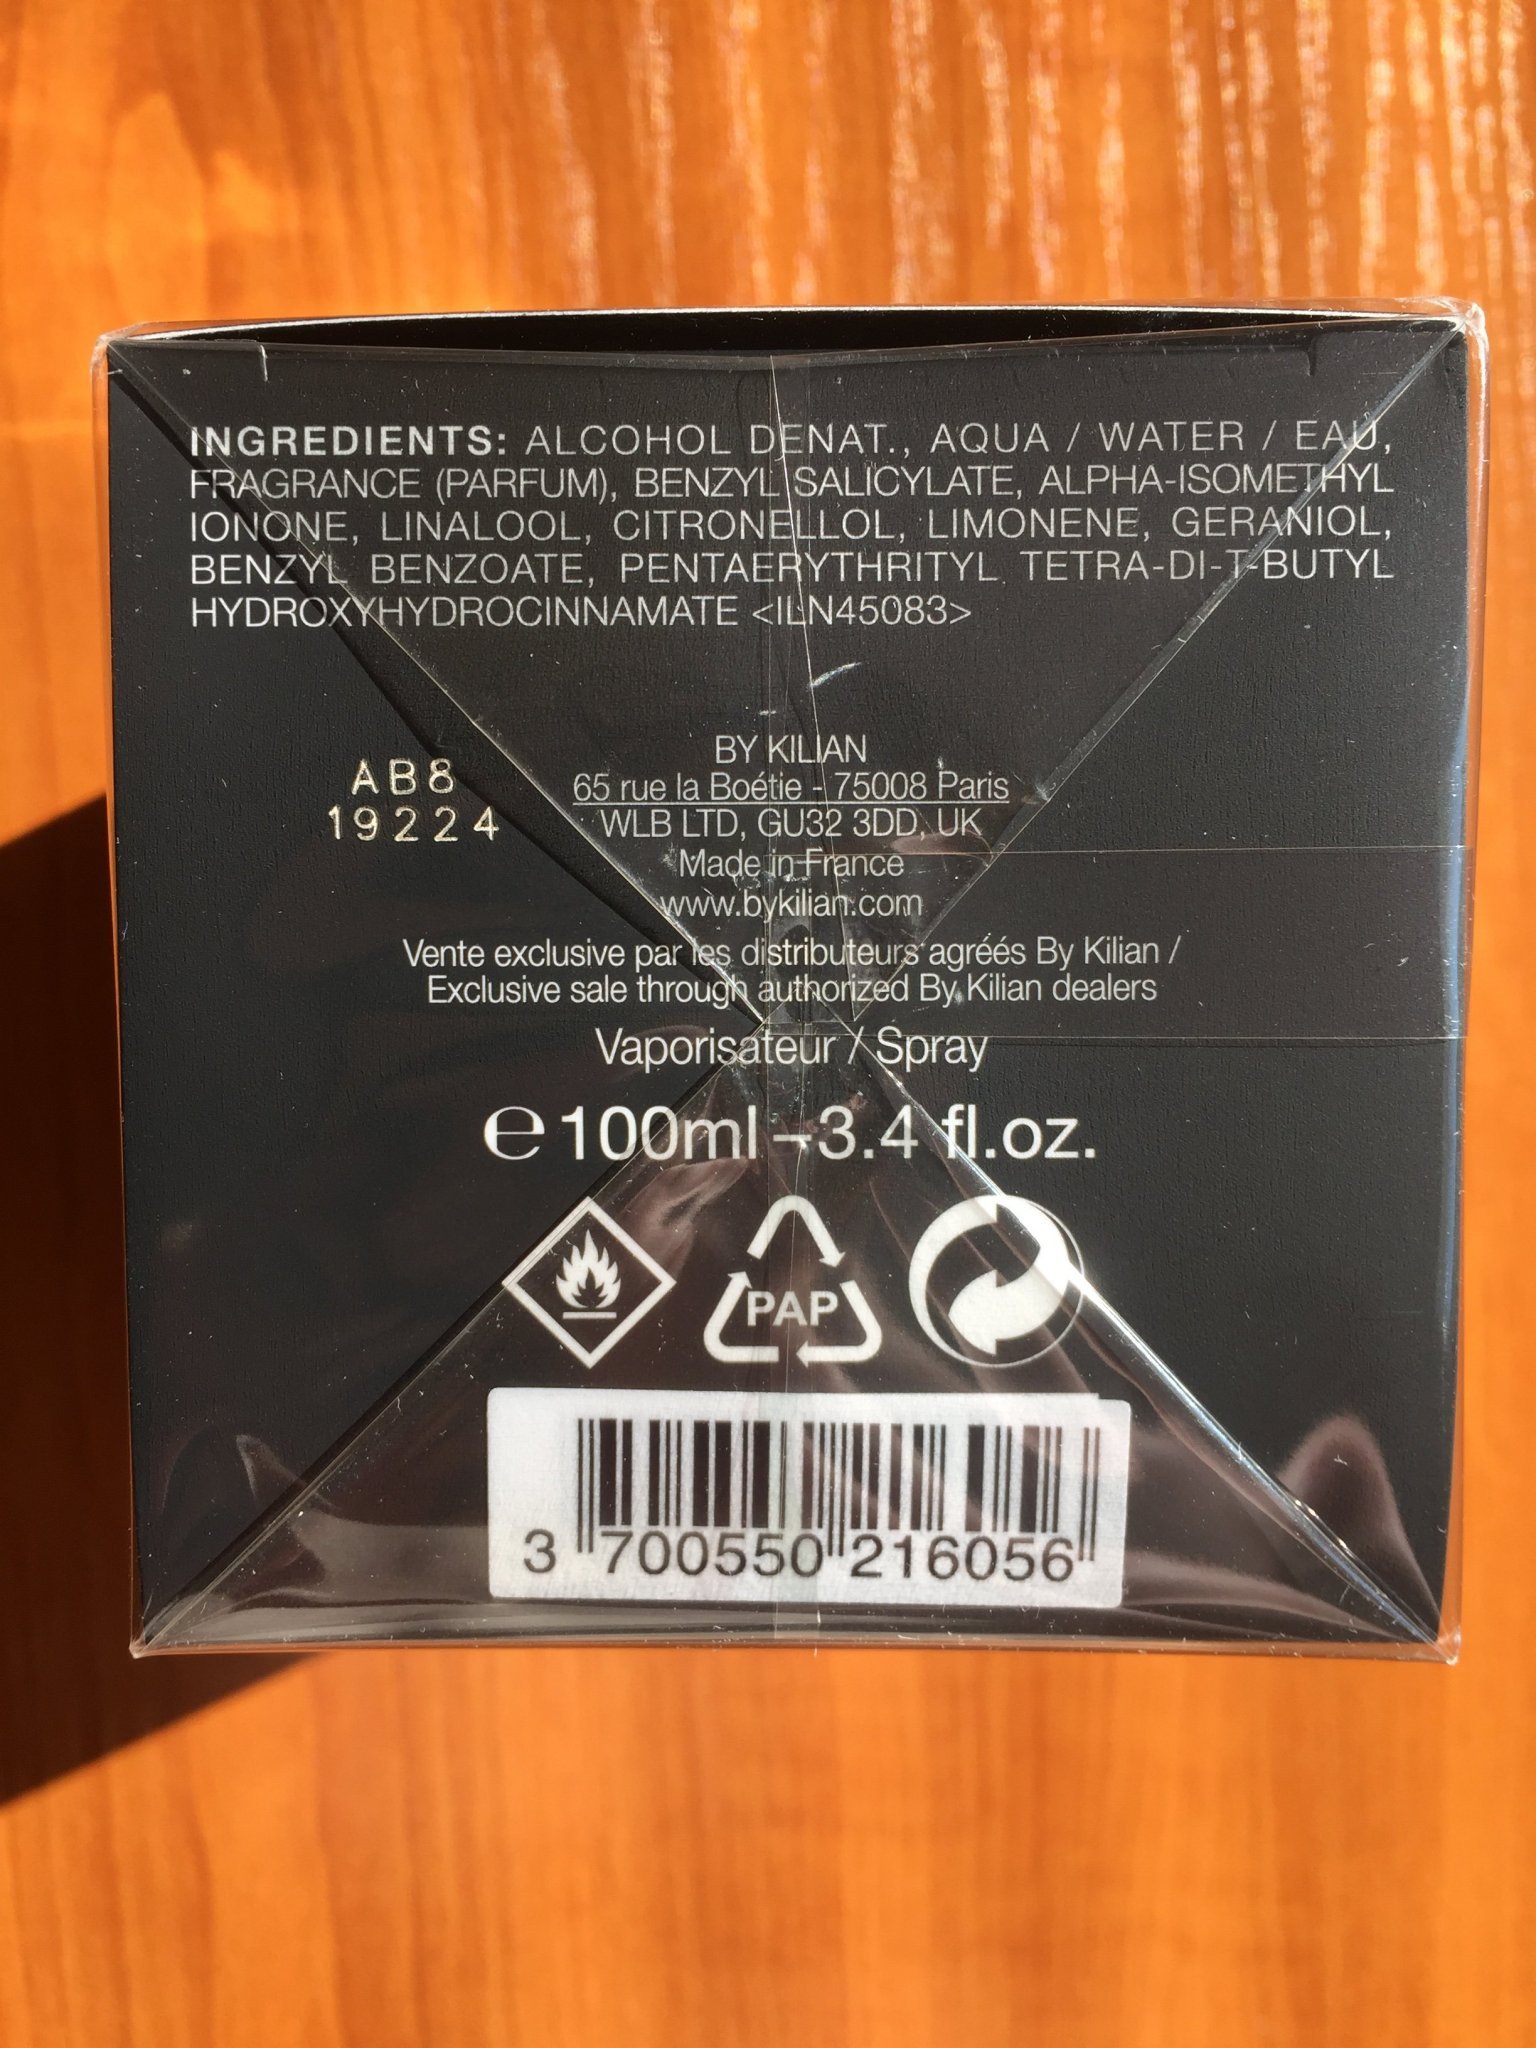 INGREDIENTS: ALCOHOL DENAT., AQUA / WATER / EAU,
FRAGRANCE (PARFUM), BENZYL SALICYLATE, ALPHA-ISOMETHYL
IONONE, LINALOOL, CITRONELLOL, LIMONENE, GERANIOL,
BENZYL BENZOATE, PENTAERYTHRITYL TETRA-DI-T-BUTYL
HYDROXYHYDROCINNAMATE <ILN45083>
AB8
19224
BY KILIAN
65 rue la Boétie - 75008 Paris
WLB LTD, GU32 3DD, UK
Made in France
www.bykilian.com
Vente exclusive par les distributeurs agréés By Kilian /
Exclusive sale through authorized By Kilian dealers
Vaporisateur / Spray
℮ 100ml – 3.4 fl.oz.
PAP
3 700550 216056